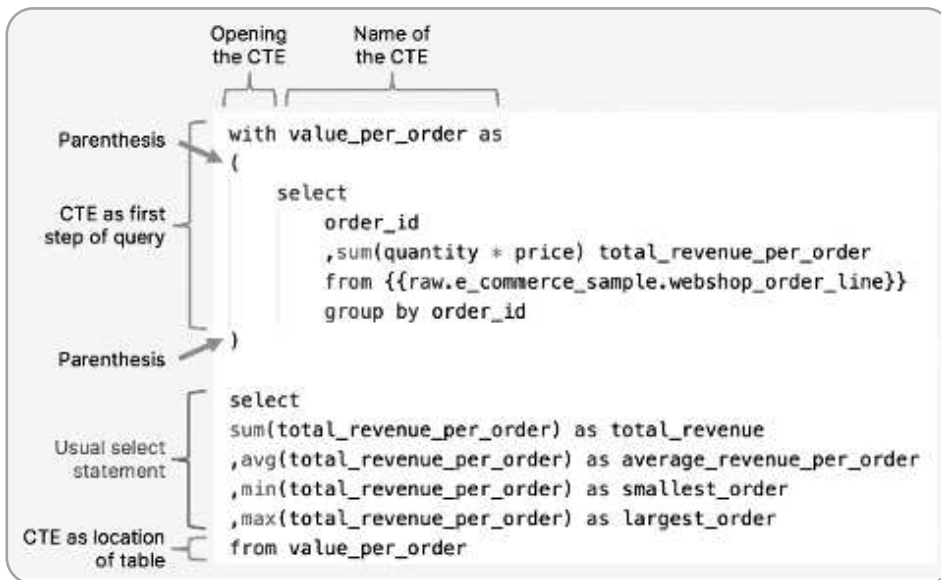 Opening
the CTE
Name of
the CTE
Parenthesis
CTE as first
step of query
Parenthesis
Usual select
statement
CTE as location
of table
with value_per_order as
(
select
order_id
,sum(quantity * price) total_revenue_per_order
from {{raw.e_commerce_sample.webshop_order_line}}
group by order_id
)
select
sum(total_revenue_per_order) as total_revenue
,avg(total_revenue_per_order) as average_revenue_per_order
,min(total_revenue_per_order) as smallest_order
,max(total_revenue_per_order) as largest_order
from value_per_order